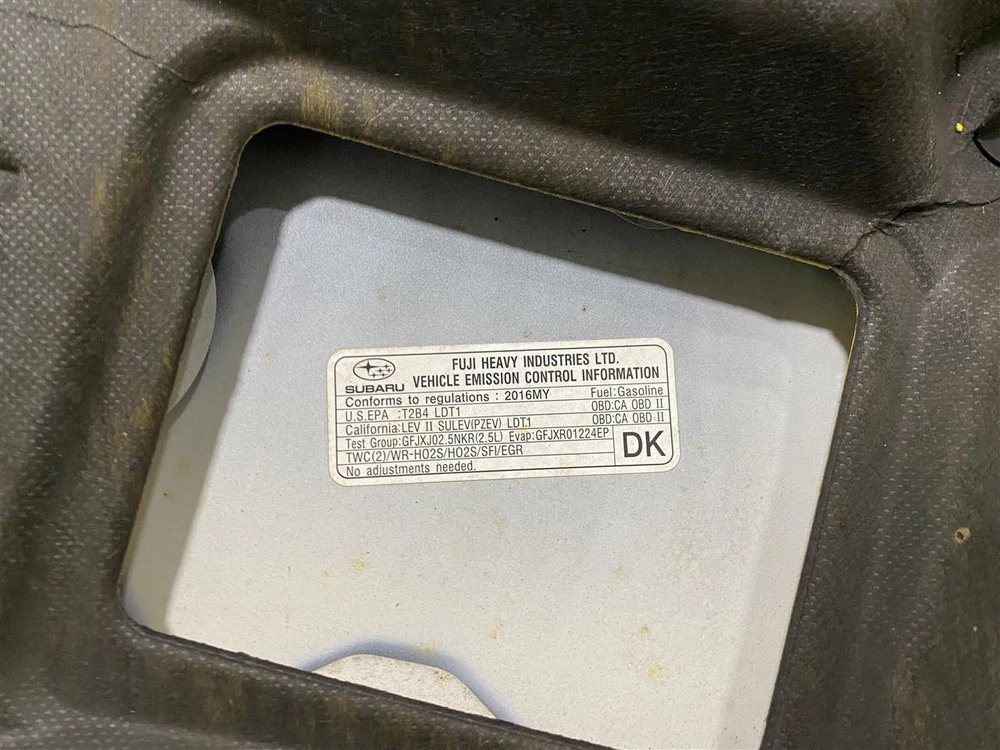 SUBARU
FUJI HEAVY INDUSTRIES LTD.
VEHICLE EMISSION CONTROL INFORMATION
Conforms to regulations : 2016MY Fuel:Gasoline
U.S.EPA :T2B4 LDT1 OBD:CA OBD II
California:LEV II SULEV(PZEV) LDT1 OBD:CA OBD II
Test Group:GFJXJ02.5NKR(2.5L) Evap:GFJXR01224EP
TWC(2)/WR-HO2S/HO2S/SFI/EGR
No adjustments needed.
DK